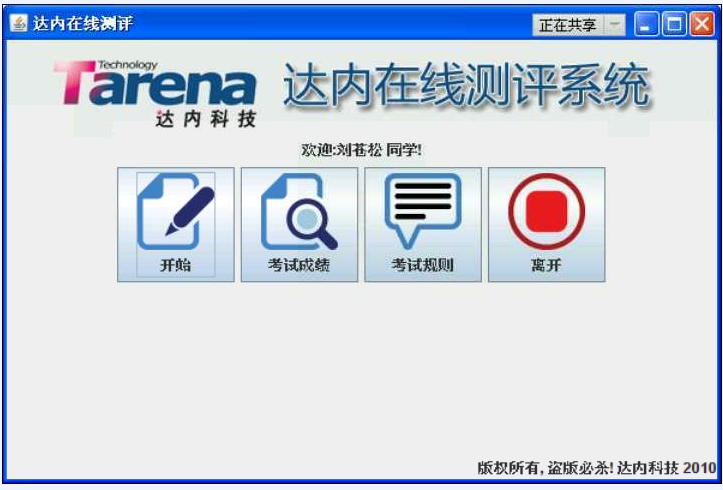 达内在线测评
正在共享
Technology
Tarena
达内科技
达内在线测评系统
欢迎:刘苍松 同学!
开始
考试成绩
考试规则
离开
版权所有, 盗版必杀! 达内科技 2010